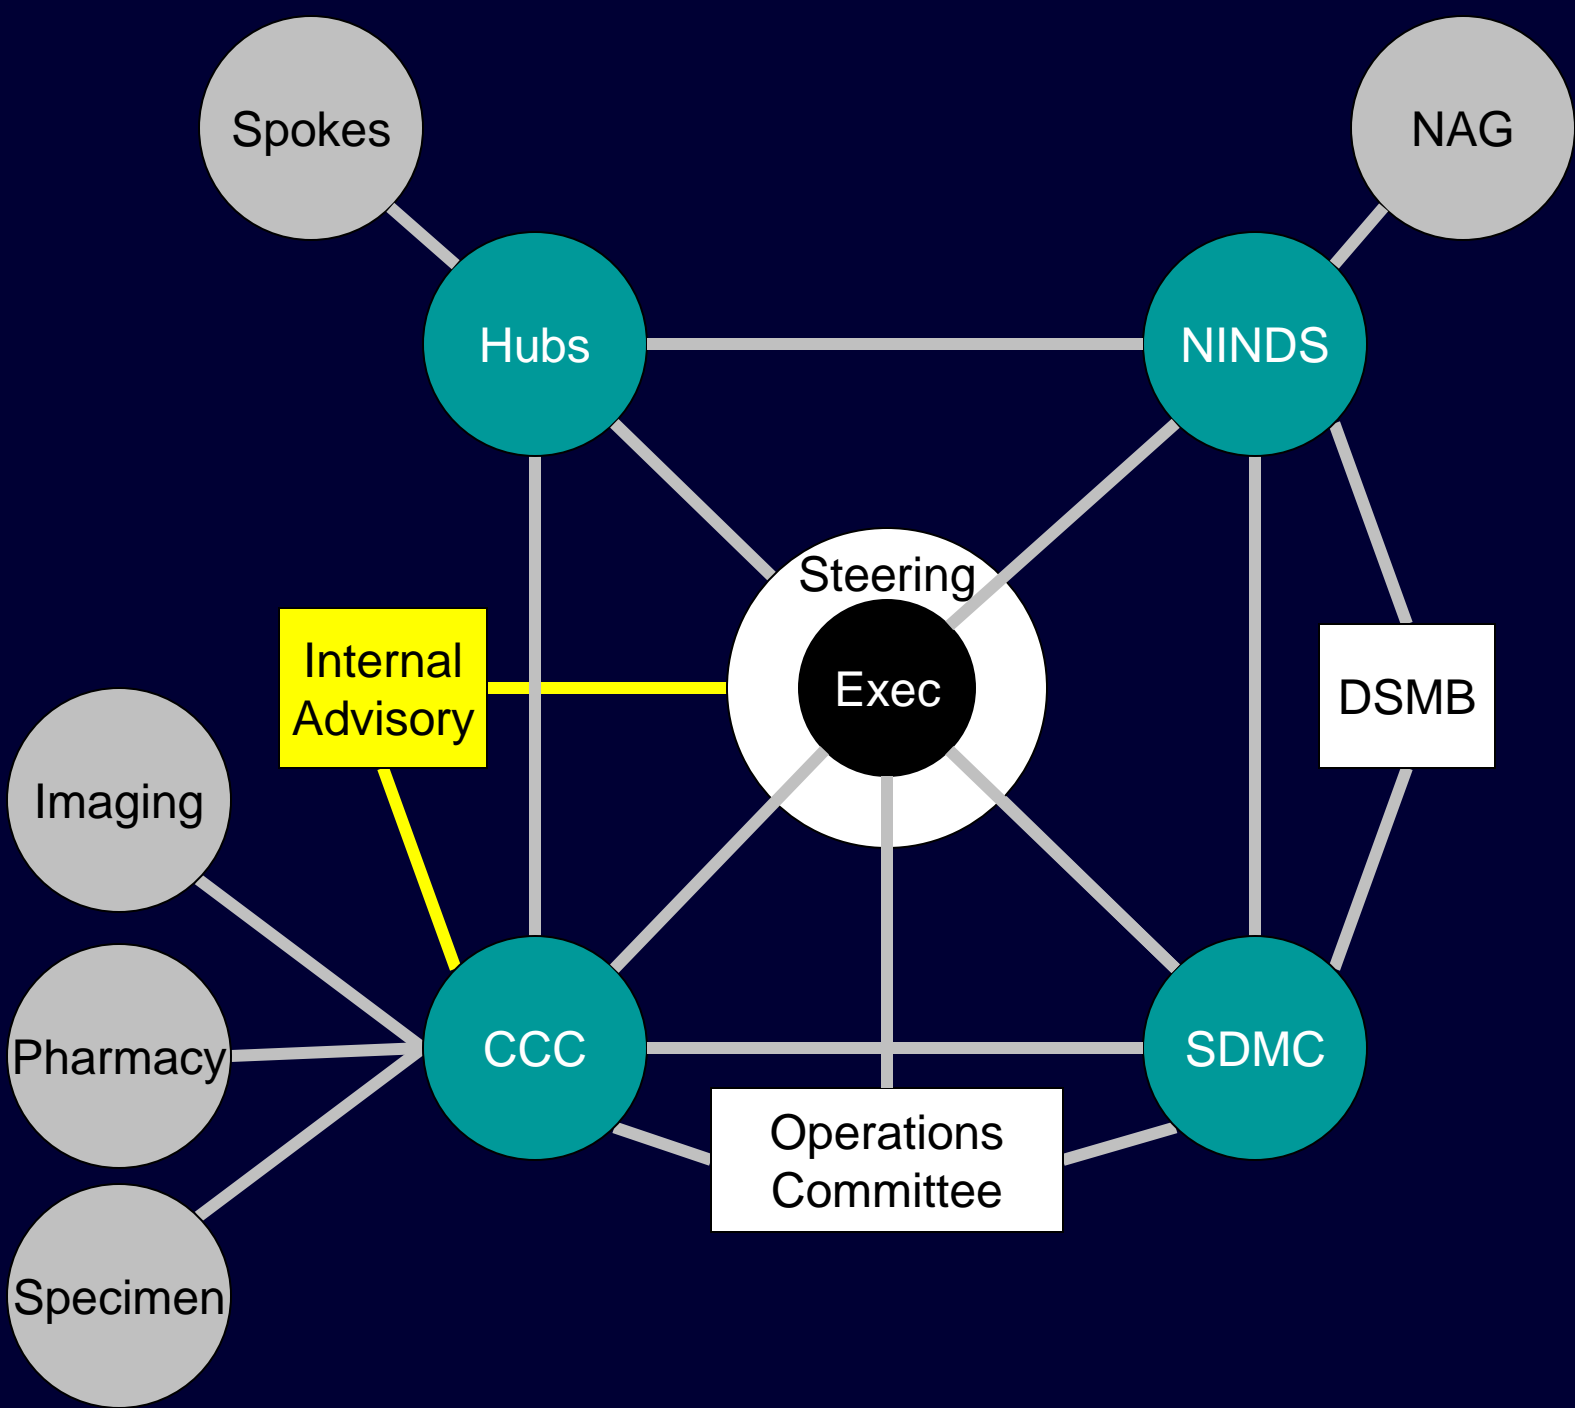 Spokes
NAG
Hubs
NINDS
Steering
Exec
Internal
Advisory
DSMB
Imaging
Pharmacy
CCC
SDMC
Operations
Committee
Specimen